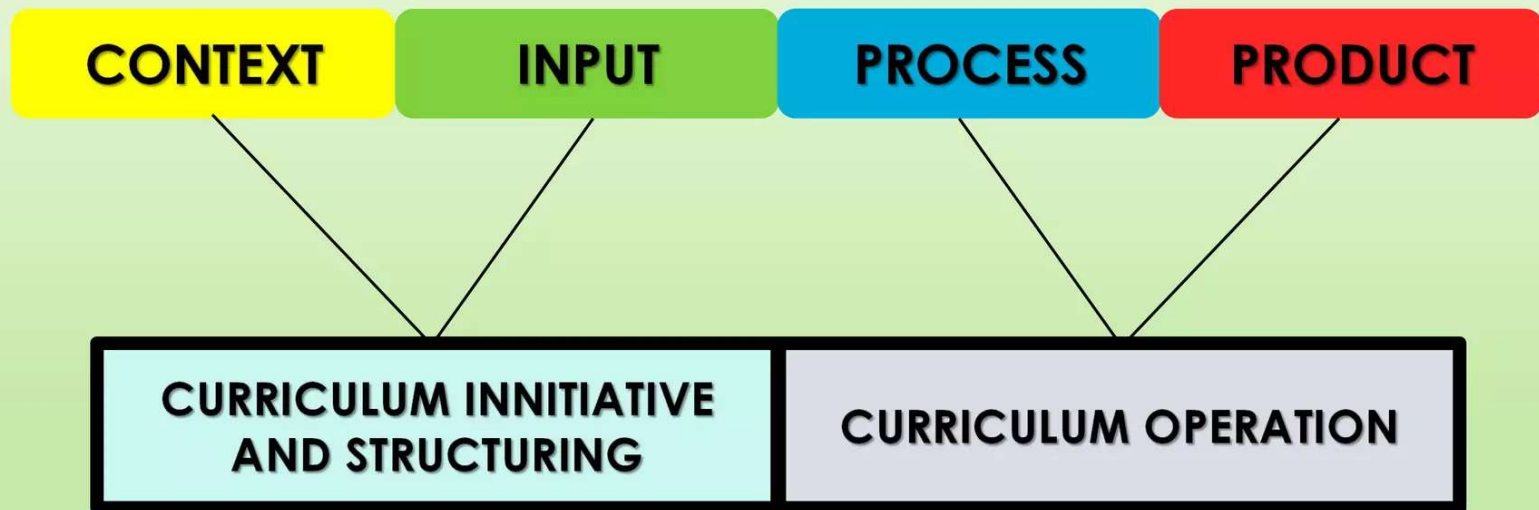 CONTEXT
INPUT
PROCESS
PRODUCT
CURRICULUM INNITIATIVE
AND STRUCTURING
CURRICULUM OPERATION